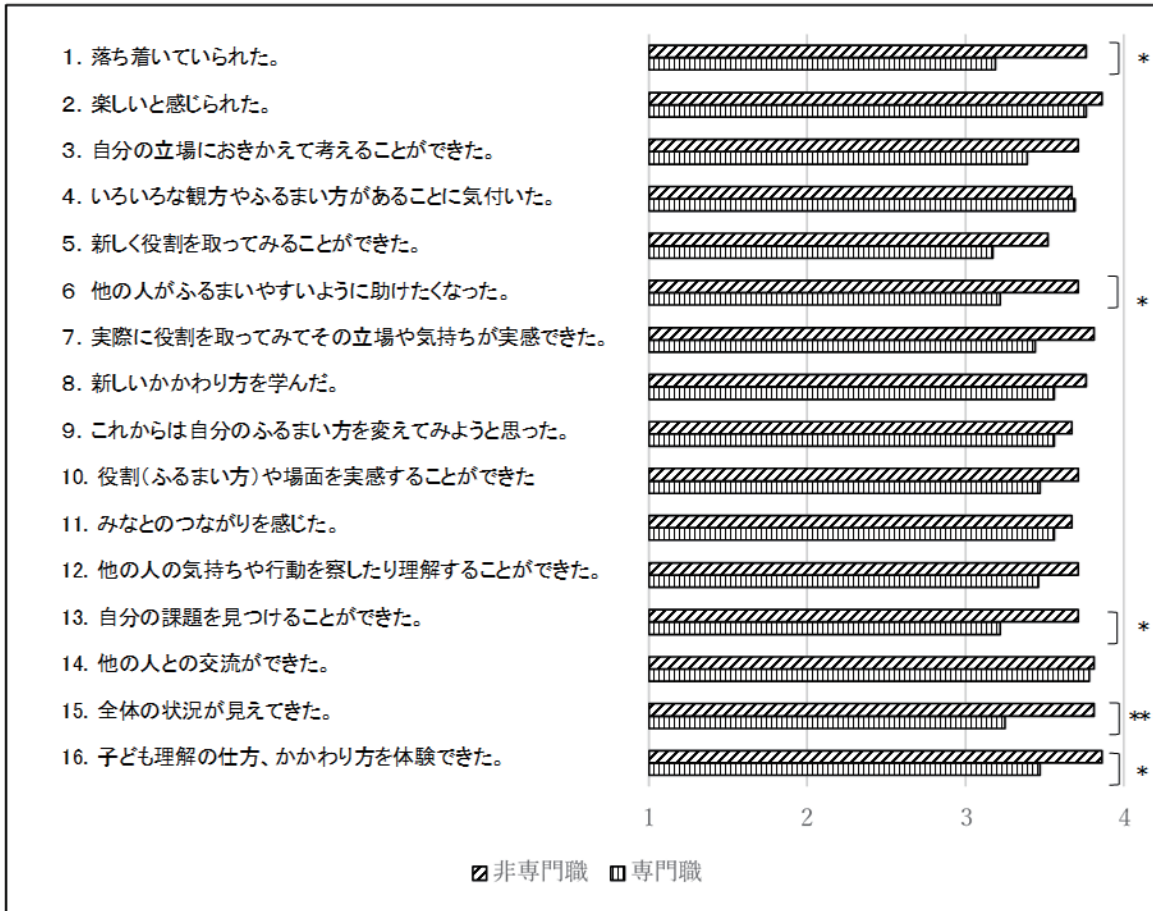 1. 落ち着いていられた。
*
2. 楽しいと感じられた。
3. 自分の立場におきかえて考えることができた。
4. いろいろな観方やふるまい方があることに気付いた。
5. 新しく役割を取ってみることができた。
6 他の人がふるまいやすいように助けたくなった。
*
7. 実際に役割を取ってみてその立場や気持ちが実感できた。
8. 新しいかかわり方を学んだ。
9. これからは自分のふるまい方を変えてみようと思った。
10. 役割(ふるまい方)や場面を実感することができた
11. みなとのつながりを感じた。
12. 他の人の気持ちや行動を察したり理解することができた。
13. 自分の課題を見つけることができた。
*
14. 他の人との交流ができた。
15. 全体の状況が見えてきた。
**
16. 子ども理解の仕方、かかわり方を体験できた。
*
1 2 3 4
非専門職 専門職